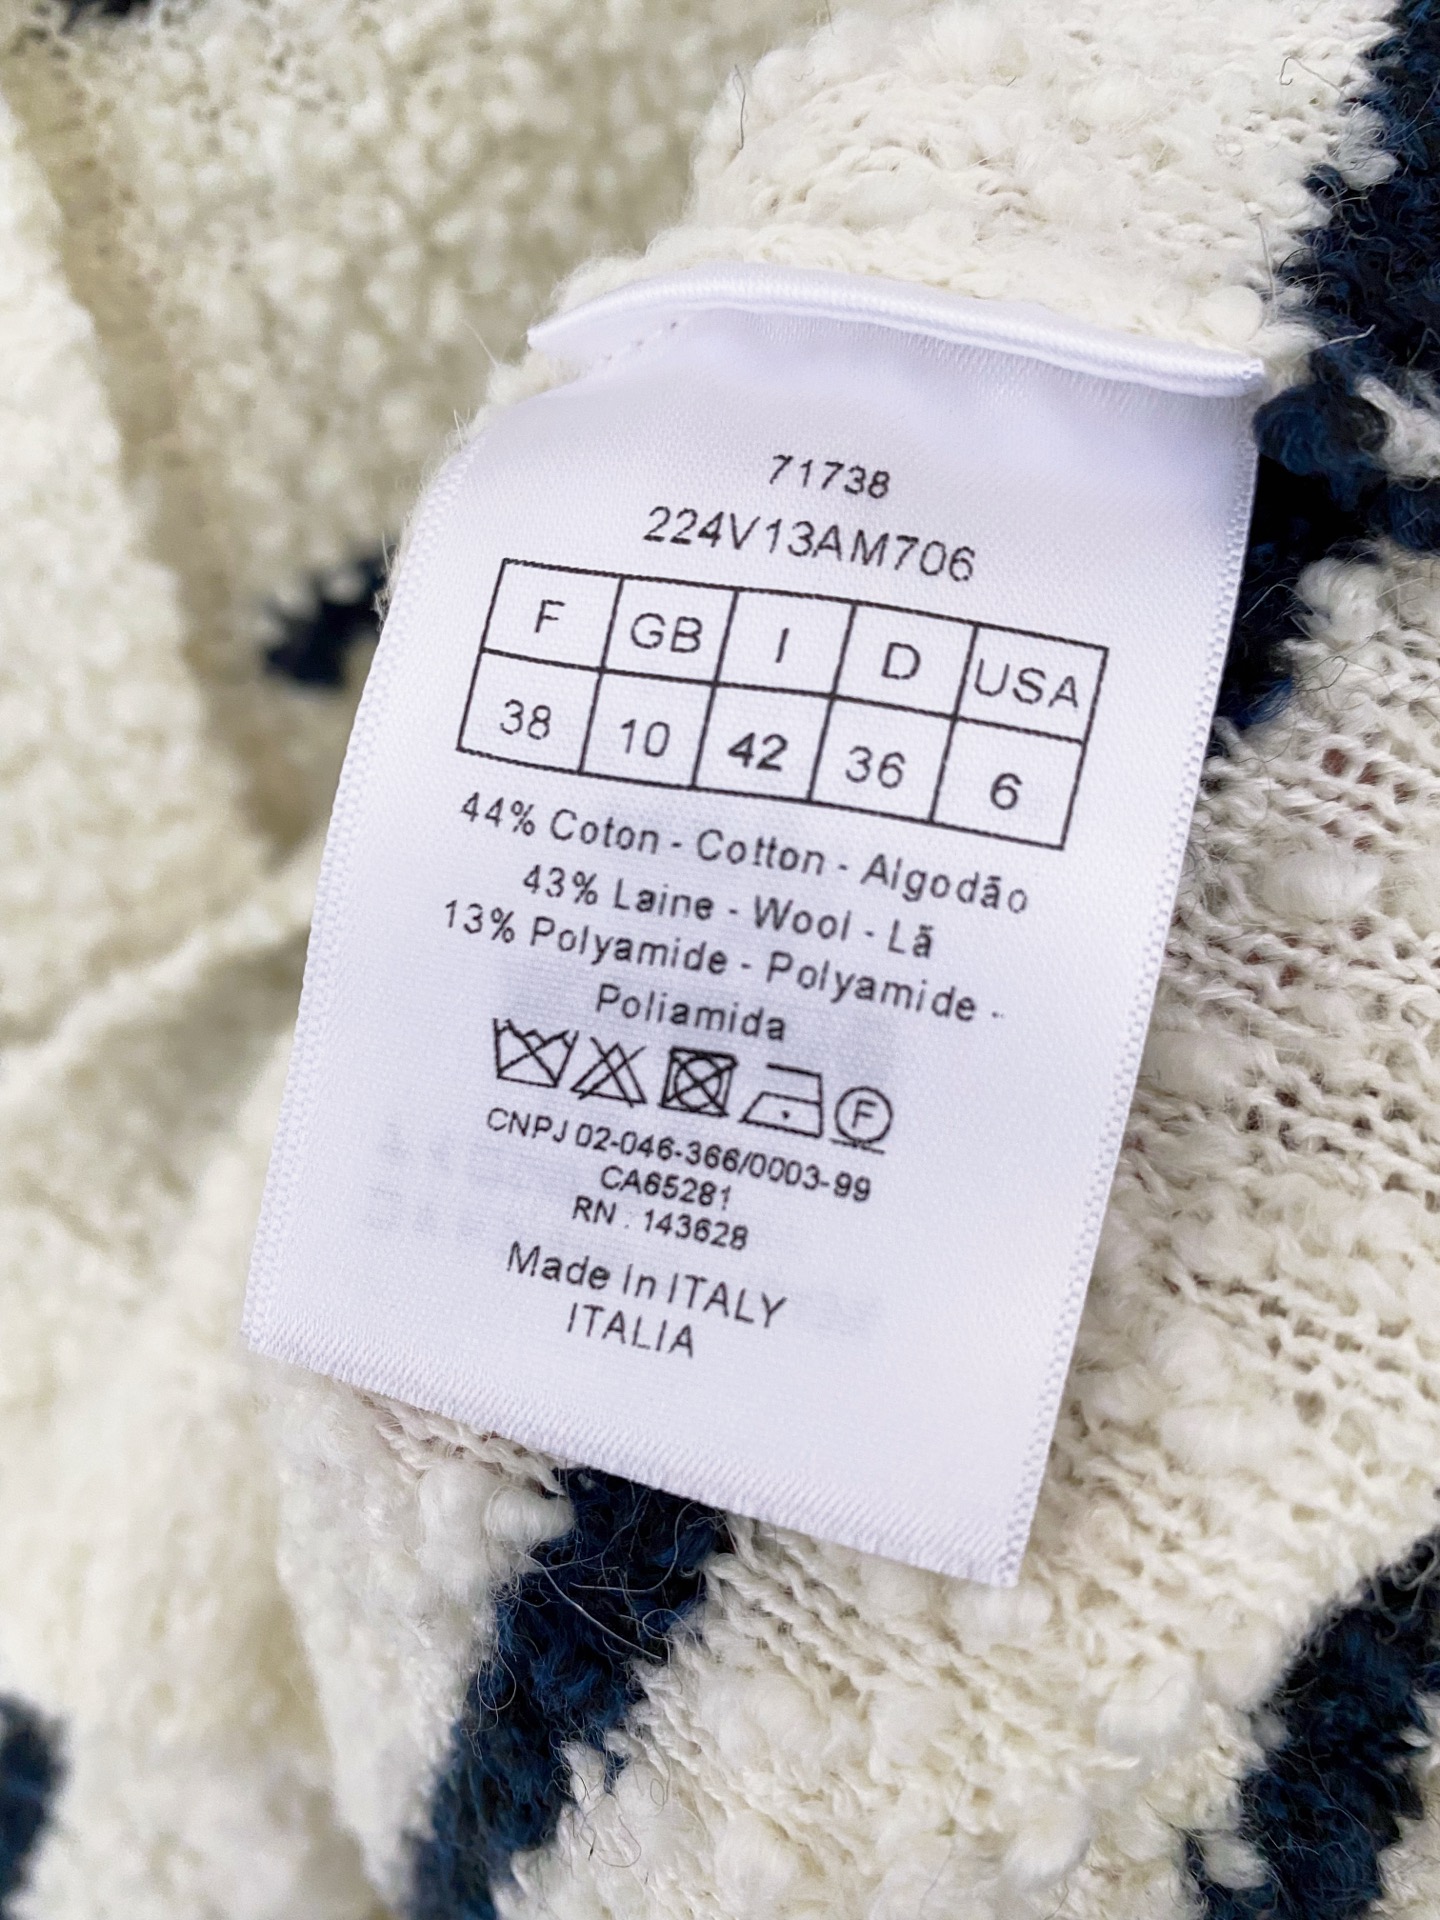 71738
224V13AM706
F GB I D USA
38 10 42 36 6
44% Coton - Cotton - Algodão
43% Laine - Wool - Lã
13% Polyamide - Polyamide -
Poliamida
F
CNPJ 02-046-366/0003-99
CA65281
RN : 143628
Made in ITALY
ITALIA